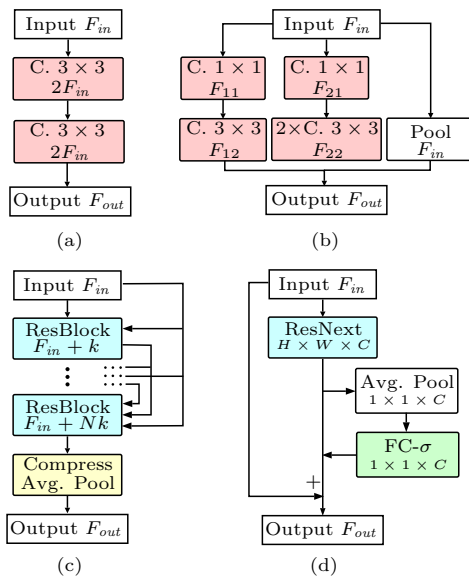 Input F_in
C. 3 × 3
2F_in
C. 3 × 3
2F_in
Output F_out
(a)
Input F_in
C. 1 × 1
F_11
C. 1 × 1
F_21
C. 3 × 3
F_12
2×C. 3 × 3
F_22
Pool
F_in
Output F_out
(b)
Input F_in
ResBlock
F_in + k
ResBlock
F_in + Nk
Compress
Avg. Pool
Output F_out
(c)
Input F_in
ResNext
H × W × C
Avg. Pool
1 × 1 × C
FC-σ
1 × 1 × C
+
Output F_out
(d)